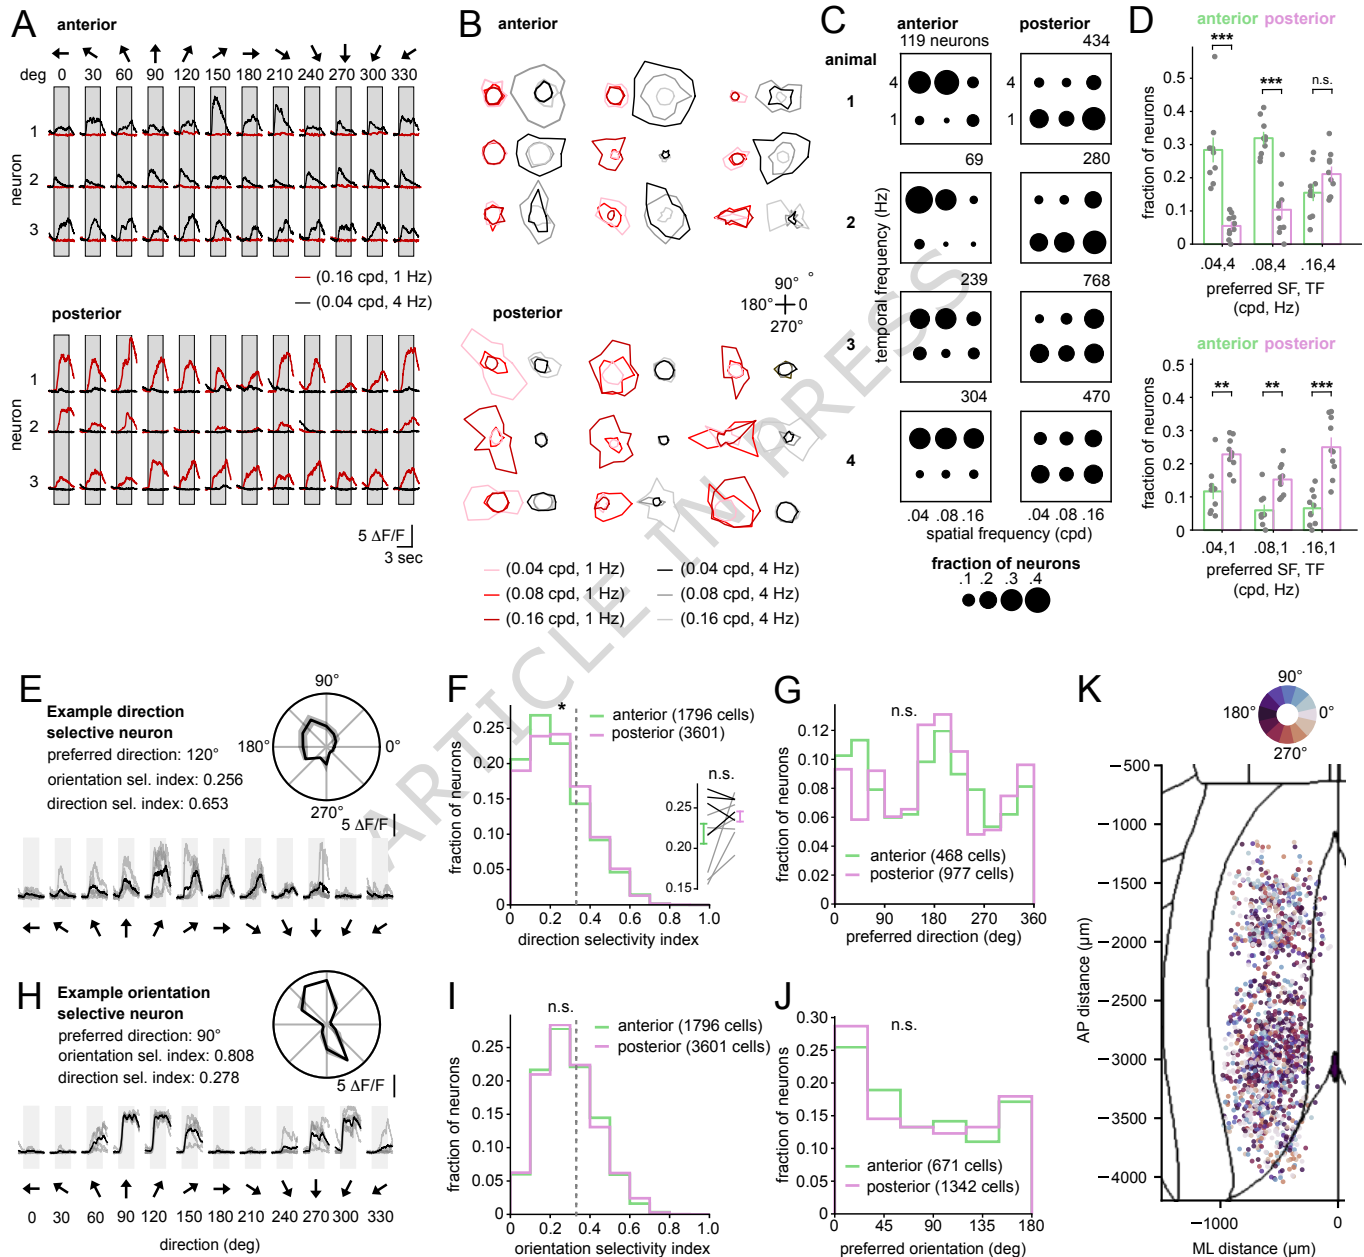 A
anterior
deg 0 30 60 90 120 150 180 210 240 270 300 330
1
2
3
neuron
(0.16 cpd, 1 Hz)
(0.04 cpd, 4 Hz)
posterior
1
2
3
neuron
5 ΔF/F
3 sec
B
anterior
90°
180° 0°
270°
posterior
(0.04 cpd, 1 Hz)
(0.08 cpd, 1 Hz)
(0.16 cpd, 1 Hz)
(0.04 cpd, 4 Hz)
(0.08 cpd, 4 Hz)
(0.16 cpd, 4 Hz)
C
anterior posterior
119 neurons 434
animal
1
4 4
1 1
69 280
2
239 768
3
304 470
4
temporal frequency (Hz)
.04 .08 .16 .04 .08 .16
spatial frequency (cpd)
fraction of neurons
.1 .2 .3 .4
D
anterior posterior
*** *** n.s.
0.5
0.4
0.3
0.2
0.1
0
fraction of neurons
.04,4 .08,4 .16,4
preferred SF, TF
(cpd, Hz)
anterior posterior
** ** ***
0.5
0.4
0.3
0.2
0.1
0
fraction of neurons
.04,1 .08,1 .16,1
preferred SF, TF
(cpd, Hz)
ARTICLE IN PRESS
E
Example direction
selective neuron
preferred direction: 120°
orientation sel. index: 0.256
direction sel. index: 0.653
90°
180° 0°
270°
5 ΔF/F
F
*
anterior (1796 cells)
posterior (3601)
n.s.
0.25
0.20
0.15
0.25
0.20
0.15
0.10
0.05
0
fraction of neurons
0 0.2 0.4 0.6 0.8 1.0
direction selectivity index
G
n.s.
0.12
0.10
0.08
0.06
0.04
0.02
0
fraction of neurons
anterior (468 cells)
posterior (977 cells)
0 90 180 270 360
preferred direction (deg)
H
Example orientation
selective neuron
preferred direction: 90°
orientation sel. index: 0.808
direction sel. index: 0.278
5 ΔF/F
0 30 60 90 120 150 180 210 240 270 300 330
direction (deg)
I
n.s.
anterior (1796 cells)
posterior (3601 cells)
0.25
0.20
0.15
0.10
0.05
0
fraction of neurons
0 0.2 0.4 0.6 0.8 1.0
orientation selectivity index
J
n.s.
0.30
0.25
0.20
0.15
0.10
0.05
0
fraction of neurons
anterior (671 cells)
posterior (1342 cells)
0 45 90 135 180
preferred orientation (deg)
K
90°
180° 0°
270°
−500
−1000
−1500
−2000
−2500
−3000
−3500
−4000
AP distance (μm)
−1000 0
ML distance (μm)